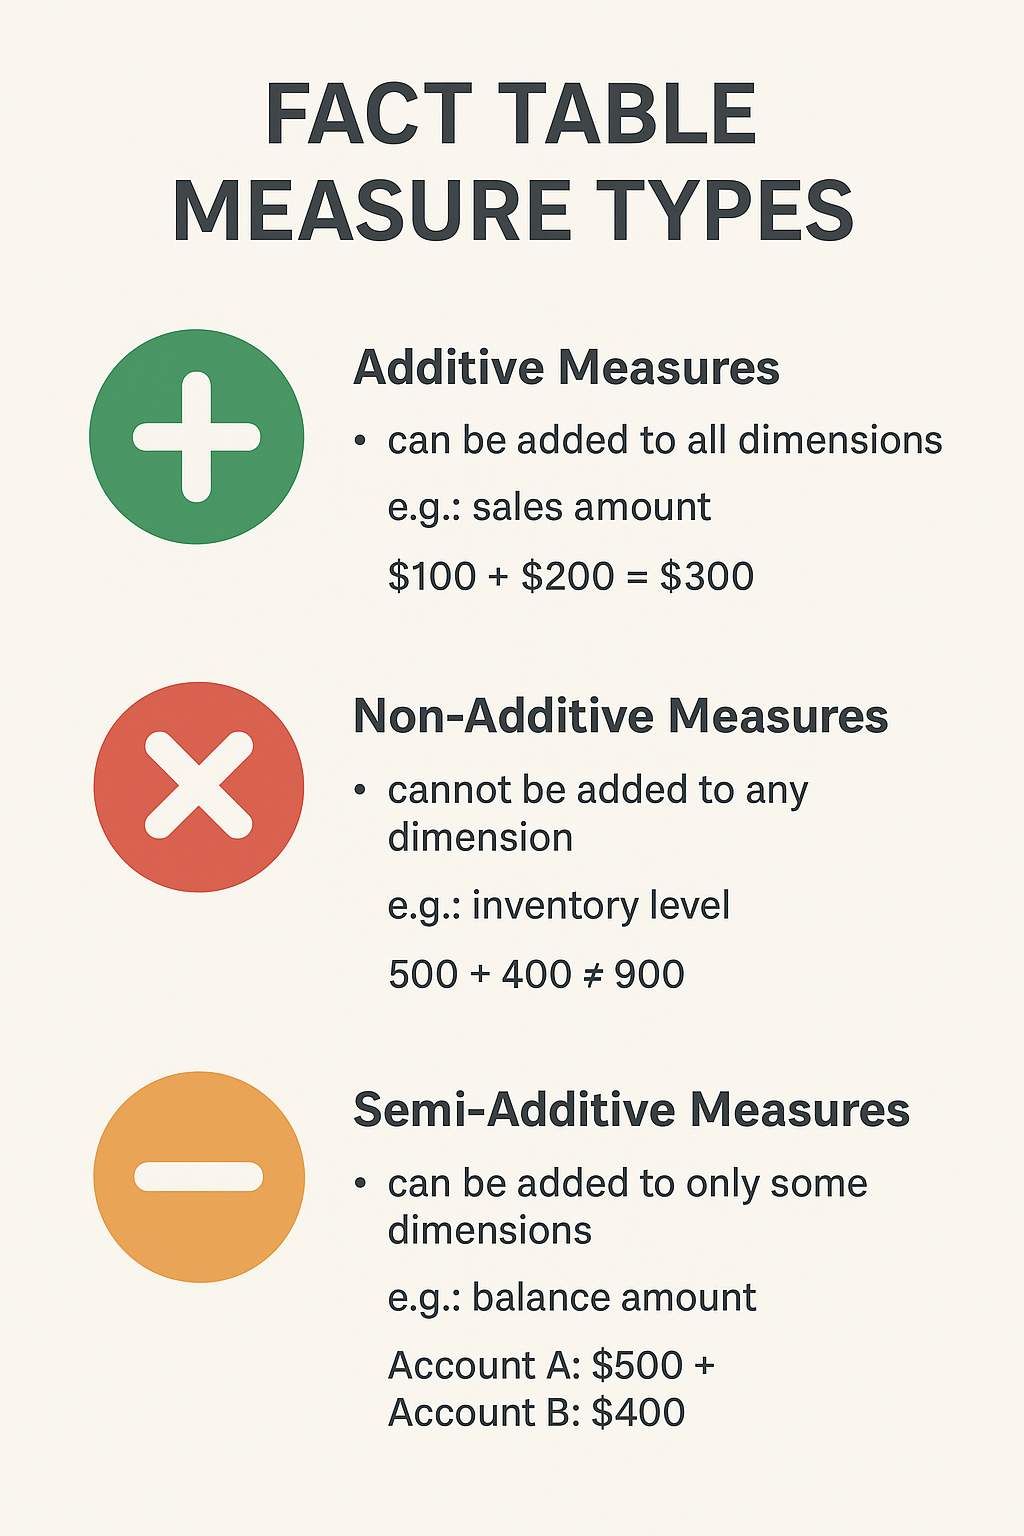 FACT TABLE
MEASURE TYPES
Additive Measures
• can be added to all dimensions
e.g.: sales amount
$100 + $200 = $300
Non-Additive Measures
• cannot be added to any
dimension
e.g.: inventory level
500 + 400 ≠ 900
Semi-Additive Measures
• can be added to only some
dimensions
e.g.: balance amount
Account A: $500 +
Account B: $400